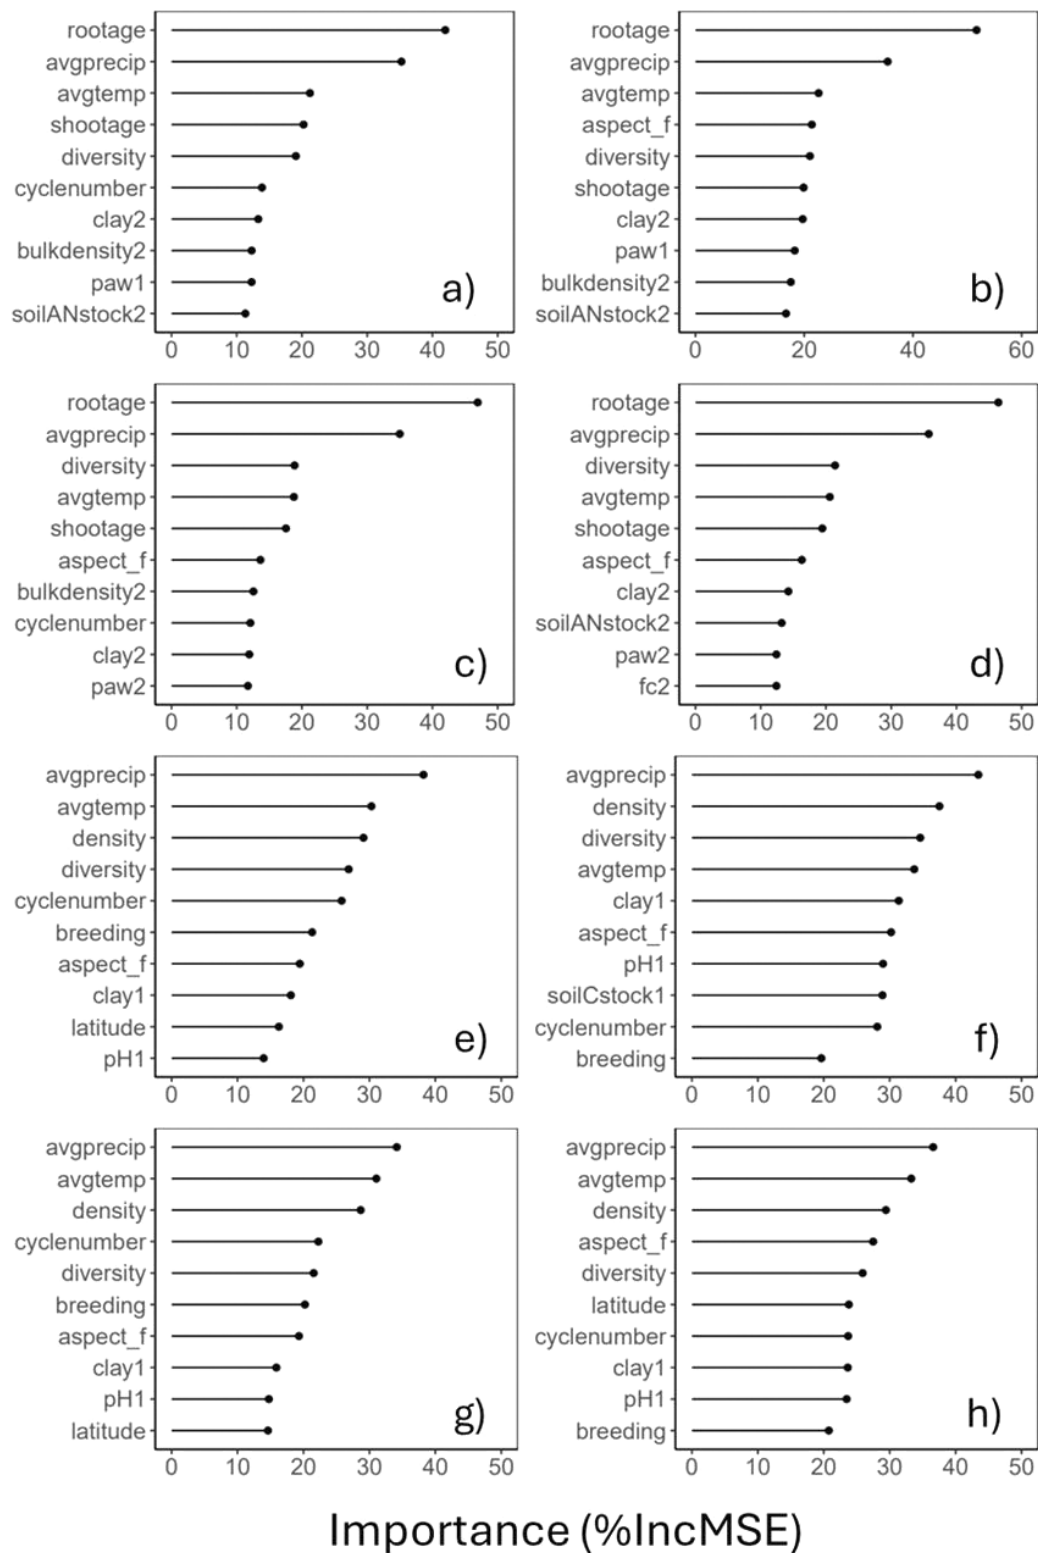 rootage
avgprecip
avgtemp
shootage
diversity
cyclenumber
clay2
bulkdensity2
paw1
soilANstock2
a)
0 10 20 30 40 50
rootage
avgprecip
avgtemp
aspect_f
diversity
shootage
clay2
paw1
bulkdensity2
soilANstock2
b)
0 20 40 60
rootage
avgprecip
diversity
avgtemp
shootage
aspect_f
bulkdensity2
cyclenumber
clay2
paw2
c)
0 10 20 30 40 50
rootage
avgprecip
diversity
avgtemp
shootage
aspect_f
clay2
soilANstock2
paw2
fc2
d)
0 10 20 30 40 50
avgprecip
avgtemp
density
diversity
cyclenumber
breeding
aspect_f
clay1
latitude
pH1
e)
0 10 20 30 40 50
avgprecip
density
diversity
avgtemp
clay1
aspect_f
pH1
soilCstock1
cyclenumber
breeding
f)
0 10 20 30 40 50
avgprecip
avgtemp
density
cyclenumber
diversity
breeding
aspect_f
clay1
pH1
latitude
g)
0 10 20 30 40 50
avgprecip
avgtemp
density
aspect_f
diversity
latitude
cyclenumber
clay1
pH1
breeding
h)
0 10 20 30 40 50
Importance (%IncMSE)